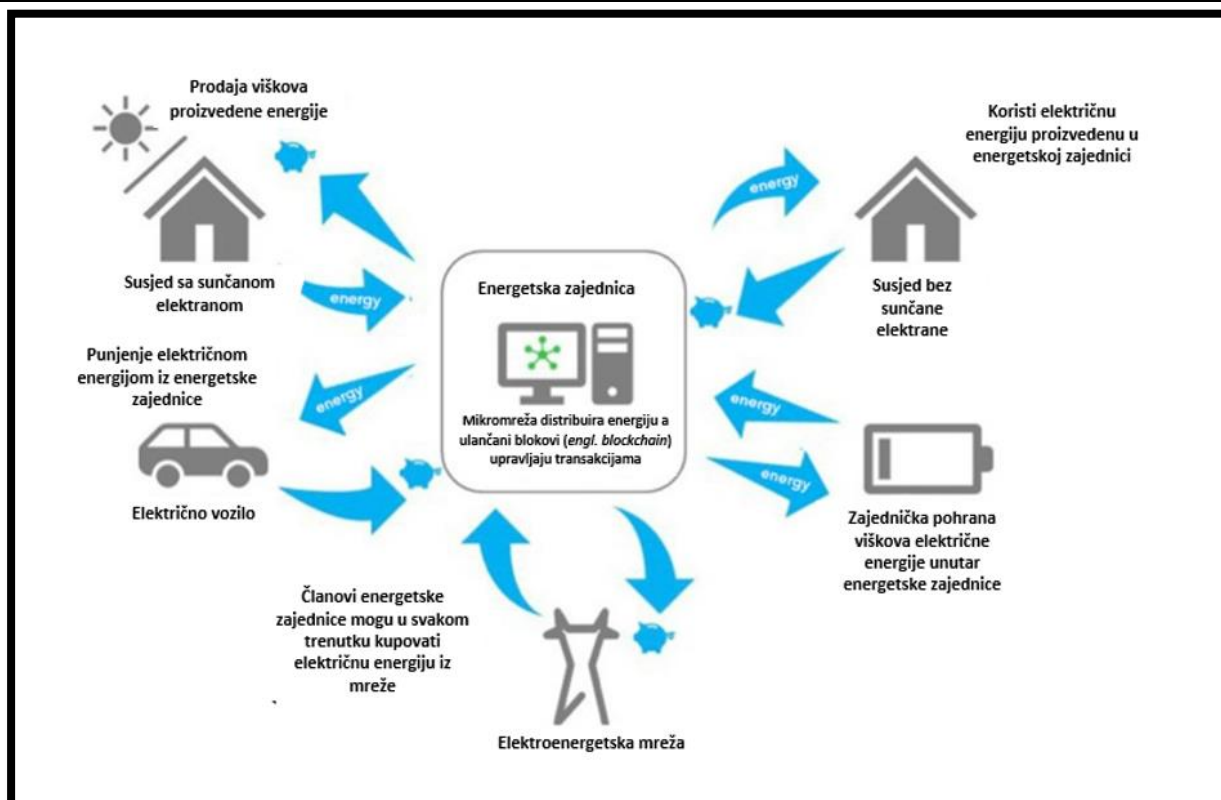 Prodaja viškova
proizvedene energije
Susjed sa sunčanom
elektranom
energy
Punjenje električnom
energijom iz energetske
zajednice
energy
Električno vozilo
Energetska zajednica
Mikromreža distribuira energiju a
ulančani blokovi (engl. blockchain)
upravljaju transakcijama
Koristi električnu
energiju proizvedenu u
energetskoj zajednici
energy
Susjed bez
sunčane
elektrane
energy
energy
Zajednička pohrana
viškova električne
energije unutar
energetske zajednice
Članovi energetske
zajednice mogu u svakom
trenutku kupovati
električnu energiju iz
mreže
Elektroenergetska mreža